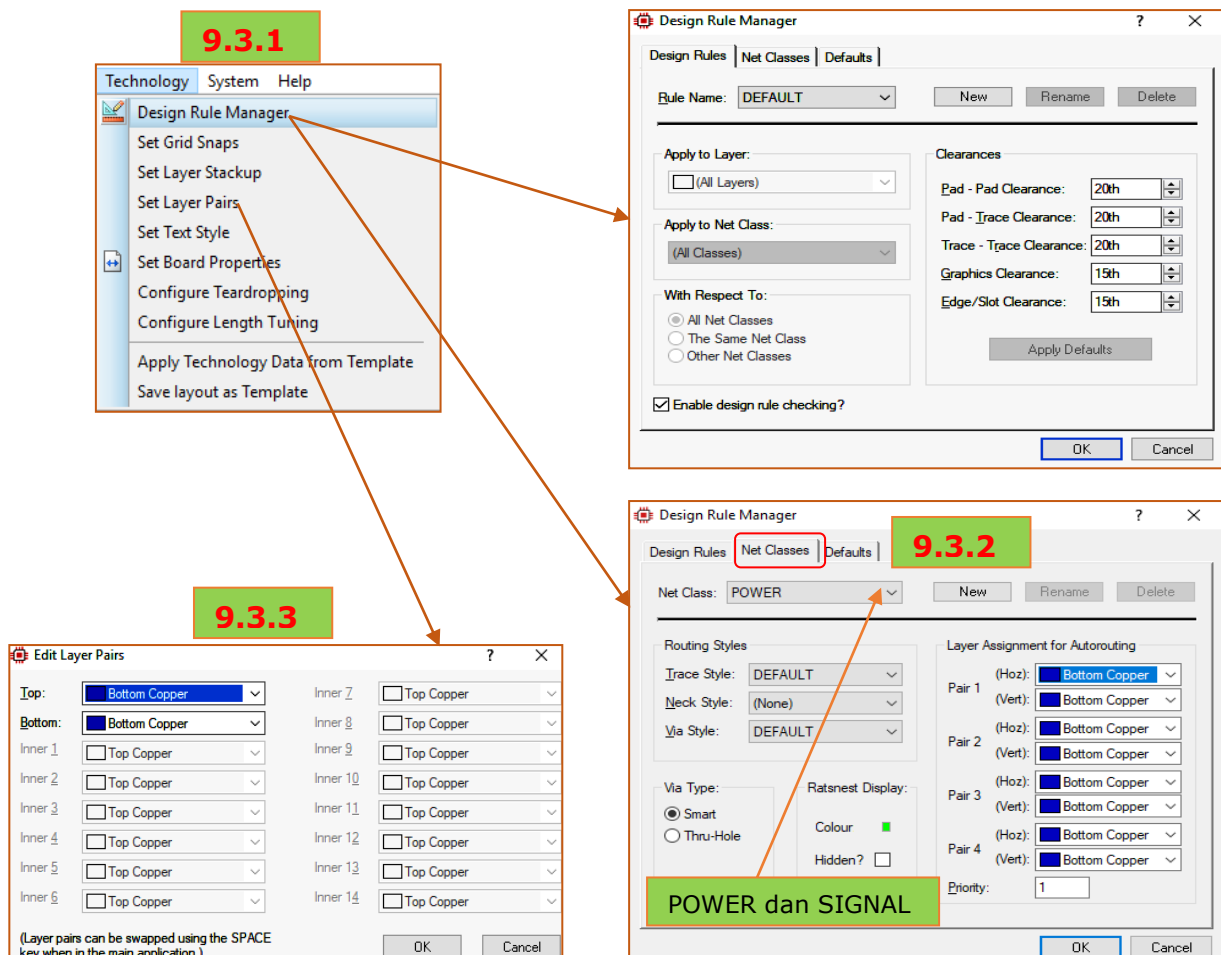 9.3.1
Technology System Help
Design Rule Manager
Set Grid Snaps
Set Layer Stackup
Set Layer Pairs
Set Text Style
Set Board Properties
Configure Teardropping
Configure Length Tuning
Apply Technology Data from Template
Save layout as Template
Design Rule Manager ? ✕
Design Rules Net Classes Defaults
Rule Name: DEFAULT New Rename Delete
Apply to Layer:
(All Layers)
Apply to Net Class:
(All Classes)
With Respect To:
All Net Classes
The Same Net Class
Other Net Classes
Clearances
Pad - Pad Clearance: 20th
Pad - Trace Clearance: 20th
Trace - Trace Clearance: 20th
Graphics Clearance: 15th
Edge/Slot Clearance: 15th
Apply Defaults
Enable design rule checking?
OK Cancel
Design Rule Manager ? ✕
9.3.2
Design Rules Net Classes Defaults
Net Class: POWER New Rename Delete
Routing Styles
Trace Style: DEFAULT
Neck Style: (None)
Via Style: DEFAULT
Via Type:
Smart
Thru-Hole
Ratsnest Display:
Colour
Hidden?
Layer Assignment for Autorouting
Pair 1 (Hoz): Bottom Copper
(Vert): Bottom Copper
Pair 2 (Hoz): Bottom Copper
(Vert): Bottom Copper
Pair 3 (Hoz): Bottom Copper
(Vert): Bottom Copper
Pair 4 (Hoz): Bottom Copper
(Vert): Bottom Copper
Priority: 1
POWER dan SIGNAL
OK Cancel
9.3.3
Edit Layer Pairs ? ✕
Top: Bottom Copper Inner 7 Top Copper
Bottom: Bottom Copper Inner 8 Top Copper
Inner 1 Top Copper Inner 9 Top Copper
Inner 2 Top Copper Inner 10 Top Copper
Inner 3 Top Copper Inner 11 Top Copper
Inner 4 Top Copper Inner 12 Top Copper
Inner 5 Top Copper Inner 13 Top Copper
Inner 6 Top Copper Inner 14 Top Copper
(Layer pairs can be swapped using the SPACE
key when in the main application.)
OK Cancel